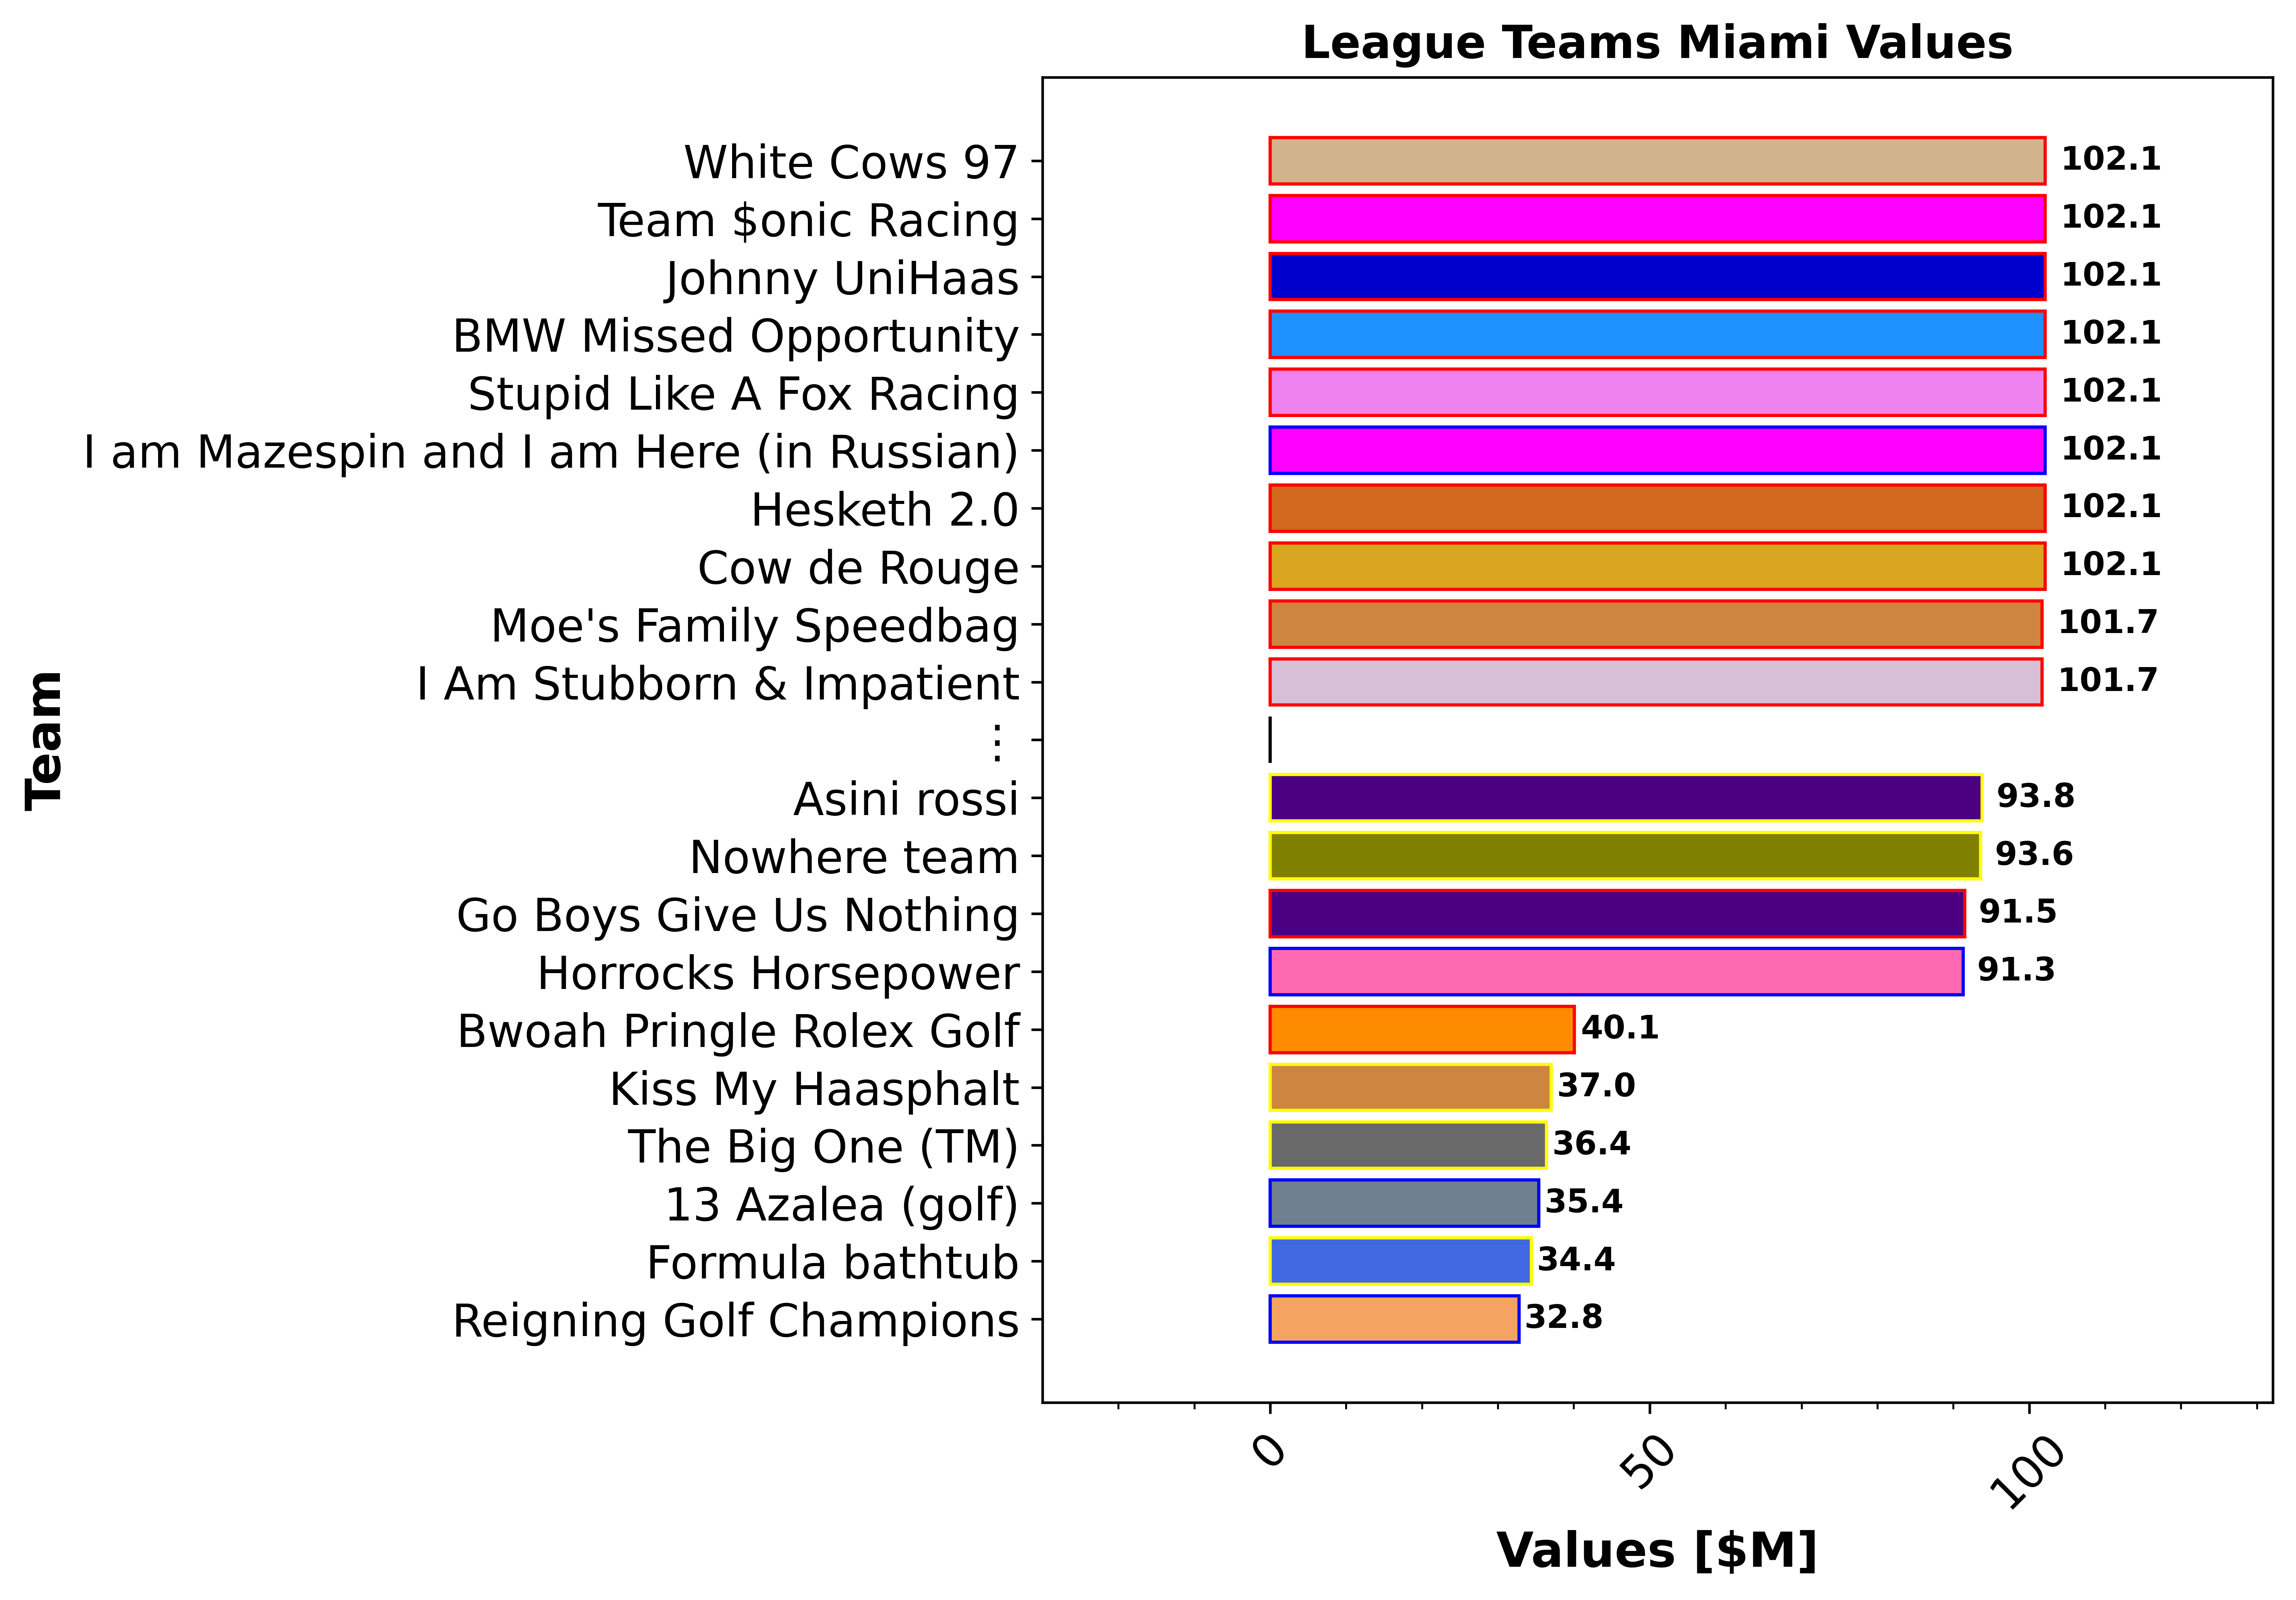 League Teams Miami Values
White Cows 97 102.1
Team $onic Racing 102.1
Johnny UniHaas 102.1
BMW Missed Opportunity 102.1
Stupid Like A Fox Racing 102.1
I am Mazespin and I am Here (in Russian) 102.1
Hesketh 2.0 102.1
Cow de Rouge 102.1
Moe's Family Speedbag 101.7
I Am Stubborn & Impatient 101.7
⋮
Asini rossi 93.8
Nowhere team 93.6
Go Boys Give Us Nothing 91.5
Horrocks Horsepower 91.3
Bwoah Pringle Rolex Golf 40.1
Kiss My Haasphalt 37.0
The Big One (TM) 36.4
13 Azalea (golf) 35.4
Formula bathtub 34.4
Reigning Golf Champions 32.8
Team
0 50 100
Values [$M]